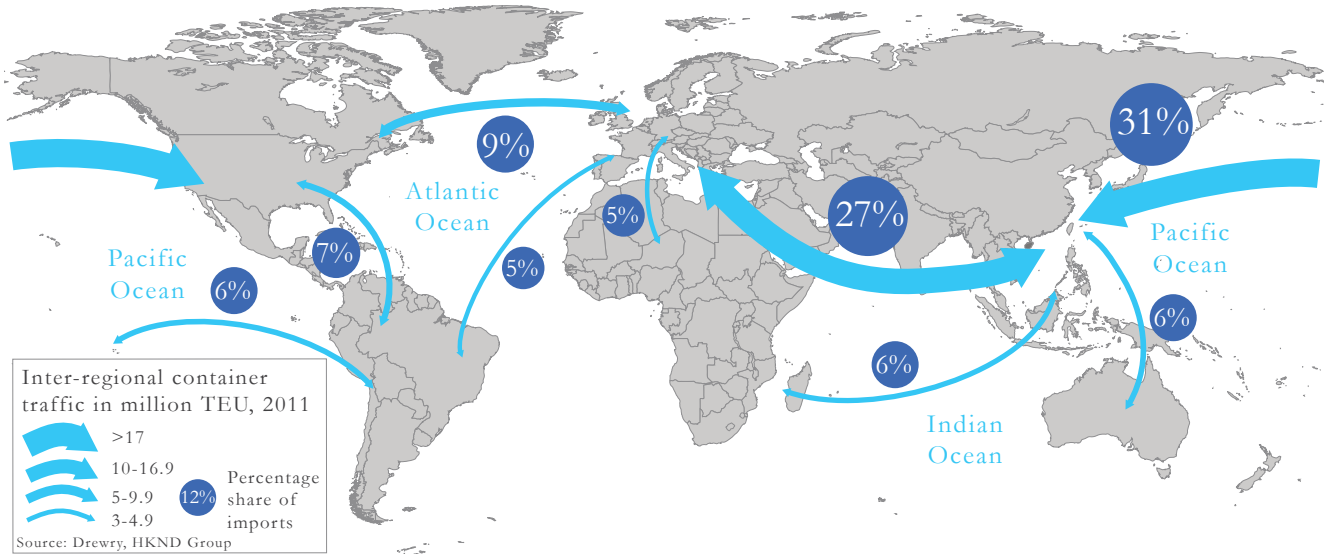 31%
9%
Atlantic
Ocean
5%
27%
7%
5%
Pacific
Ocean
6%
Pacific
Ocean
6%
6%
Indian
Ocean
Inter-regional container
traffic in million TEU, 2011
>17
10-16.9
5-9.9
3-4.9
12%
Percentage
share of
imports
Source: Drewry, HKND Group